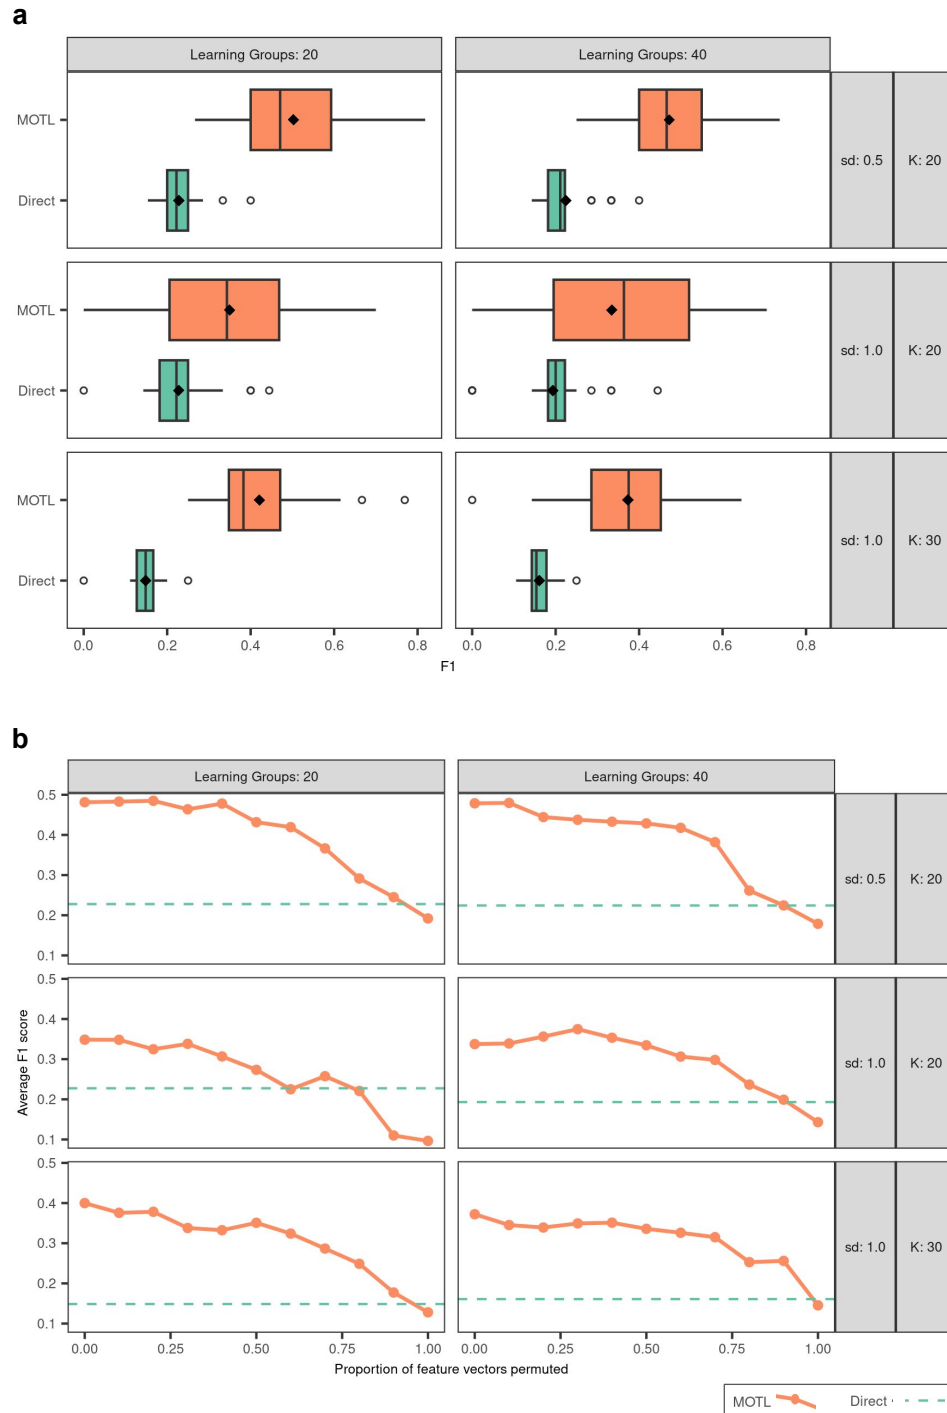 a
Learning Groups: 20
Learning Groups: 40
MOTL
Direct
sd: 0.5
K: 20
MOTL
Direct
sd: 1.0
K: 20
MOTL
Direct
sd: 1.0
K: 30
0.0 0.2 0.4 0.6 0.8
0.0 0.2 0.4 0.6 0.8
F1
b
Learning Groups: 20
Learning Groups: 40
Average F1 score
0.5
0.4
0.3
0.2
0.1
sd: 0.5
K: 20
0.5
0.4
0.3
0.2
0.1
sd: 1.0
K: 20
0.5
0.4
0.3
0.2
0.1
sd: 1.0
K: 30
0.00 0.25 0.50 0.75 1.00
0.00 0.25 0.50 0.75 1.00
Proportion of feature vectors permuted
MOTL
Direct